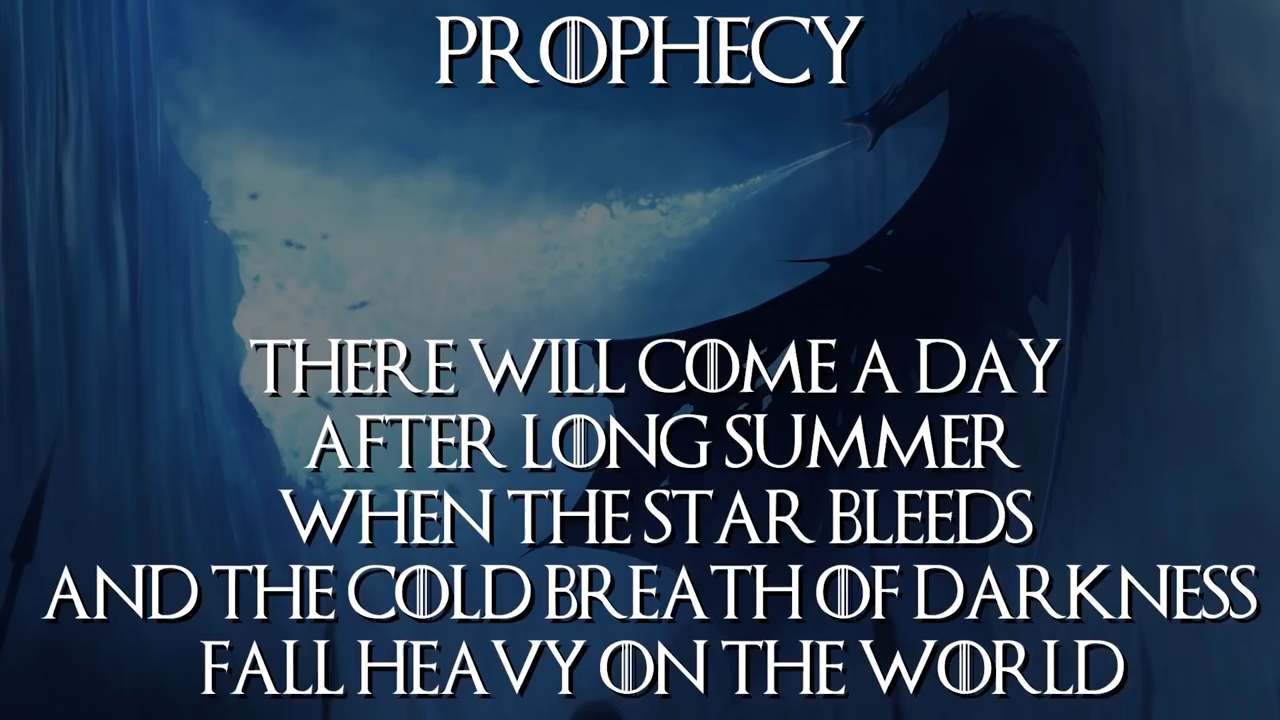 PROPHECY
THERE WILL COME A DAY
AFTER LONG SUMMER
WHEN THE STAR BLEEDS
AND THE COLD BREATH OF DARKNESS
FALL HEAVY ON THE WORLD